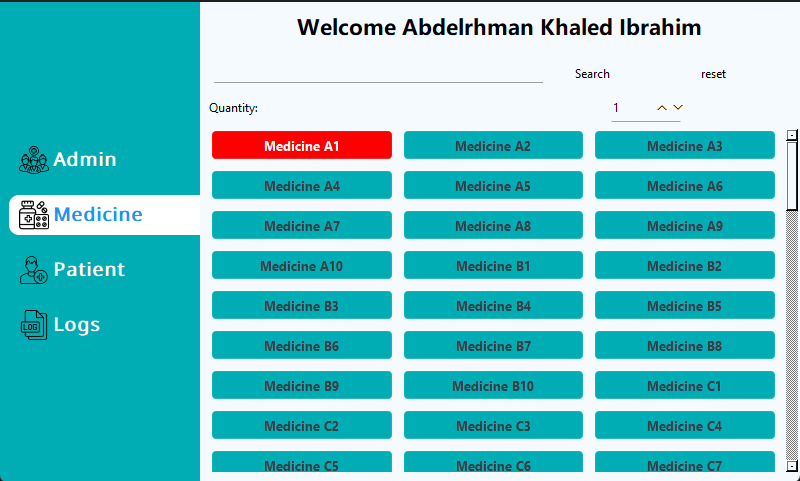 Welcome Abdelrhman Khaled Ibrahim
Search reset
Quantity: 1
Admin
Medicine
Patient
LOG Logs
Medicine A1 Medicine A2 Medicine A3
Medicine A4 Medicine A5 Medicine A6
Medicine A7 Medicine A8 Medicine A9
Medicine A10 Medicine B1 Medicine B2
Medicine B3 Medicine B4 Medicine B5
Medicine B6 Medicine B7 Medicine B8
Medicine B9 Medicine B10 Medicine C1
Medicine C2 Medicine C3 Medicine C4
Medicine C5 Medicine C6 Medicine C7